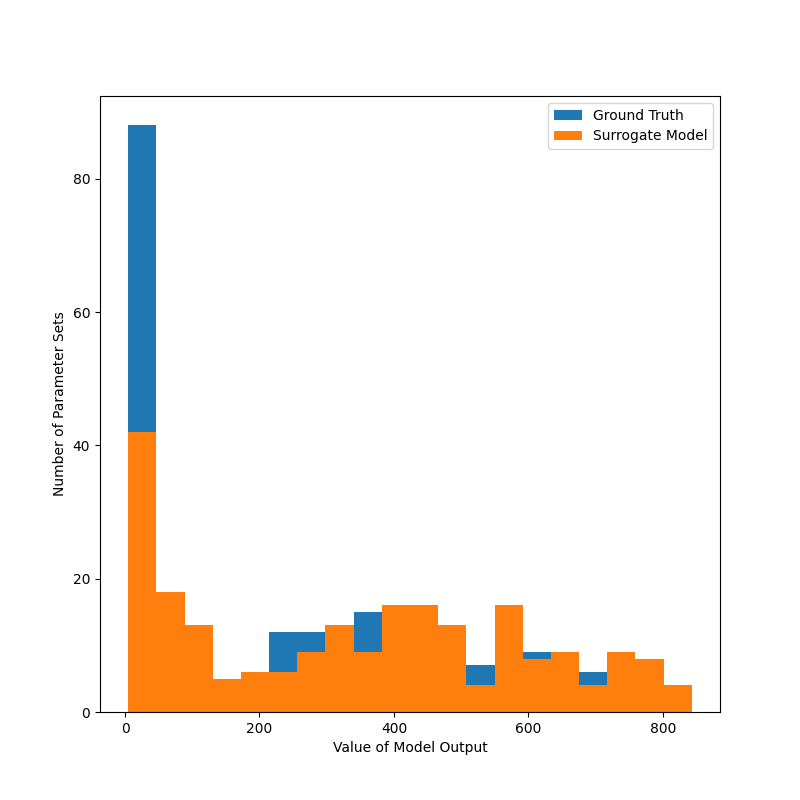 Ground Truth
Surrogate Model
80
60
40
20
0
0 200 400 600 800
Number of Parameter Sets
Value of Model Output